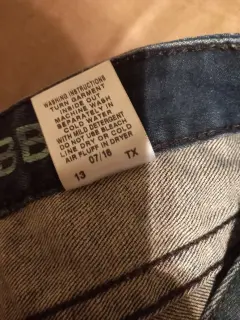 WASHING INSTRUCTIONS
TURN GARMENT
INSIDE OUT
MACHINE WASH
SEPARATELY IN
COLD WATER
WITH MILD DETERGENT
DO NOT USE BLEACH
LINE DRY OR COLD
AIR FLUFF IN DRYER
07/16 TX
13